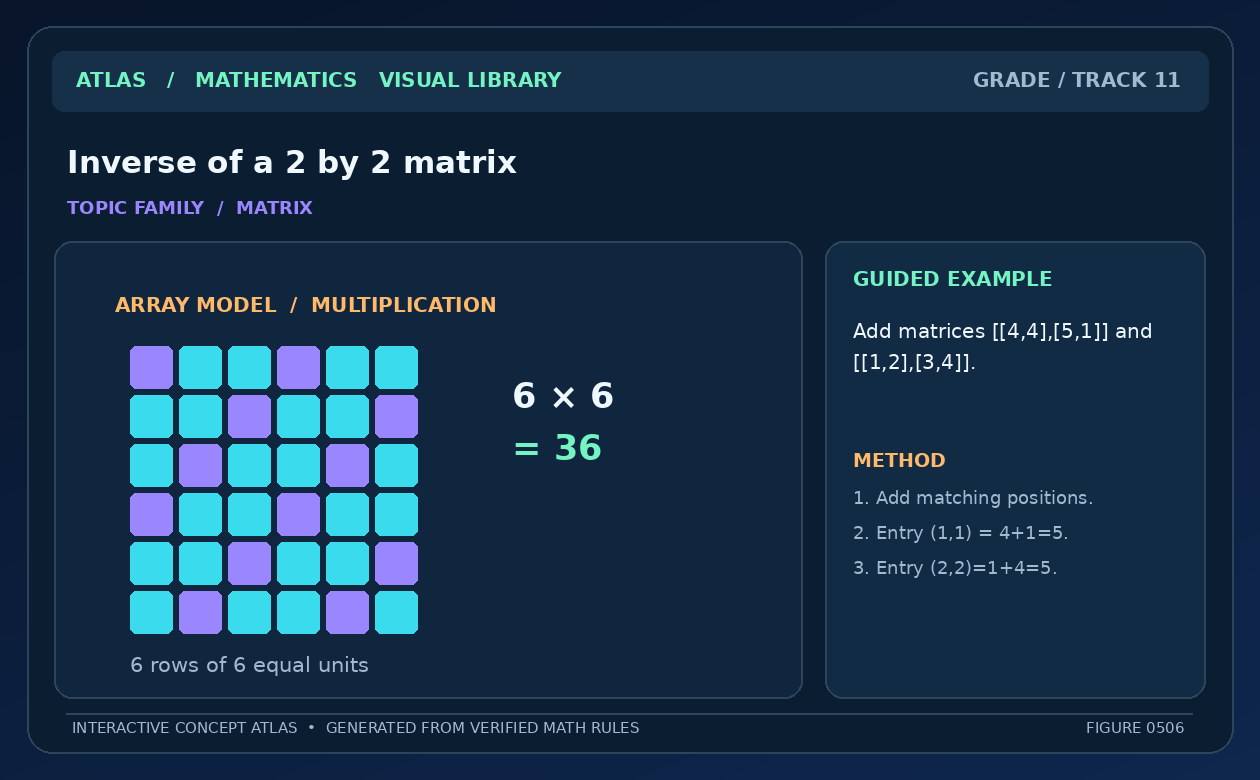 ATLAS / MATHEMATICS VISUAL LIBRARY
GRADE / TRACK 11
Inverse of a 2 by 2 matrix
TOPIC FAMILY / MATRIX
ARRAY MODEL / MULTIPLICATION
6 × 6
= 36
6 rows of 6 equal units
GUIDED EXAMPLE
Add matrices [[4,4],[5,1]] and
[[1,2],[3,4]].
METHOD
1. Add matching positions.
2. Entry (1,1) = 4+1=5.
3. Entry (2,2)=1+4=5.
INTERACTIVE CONCEPT ATLAS • GENERATED FROM VERIFIED MATH RULES
FIGURE 0506